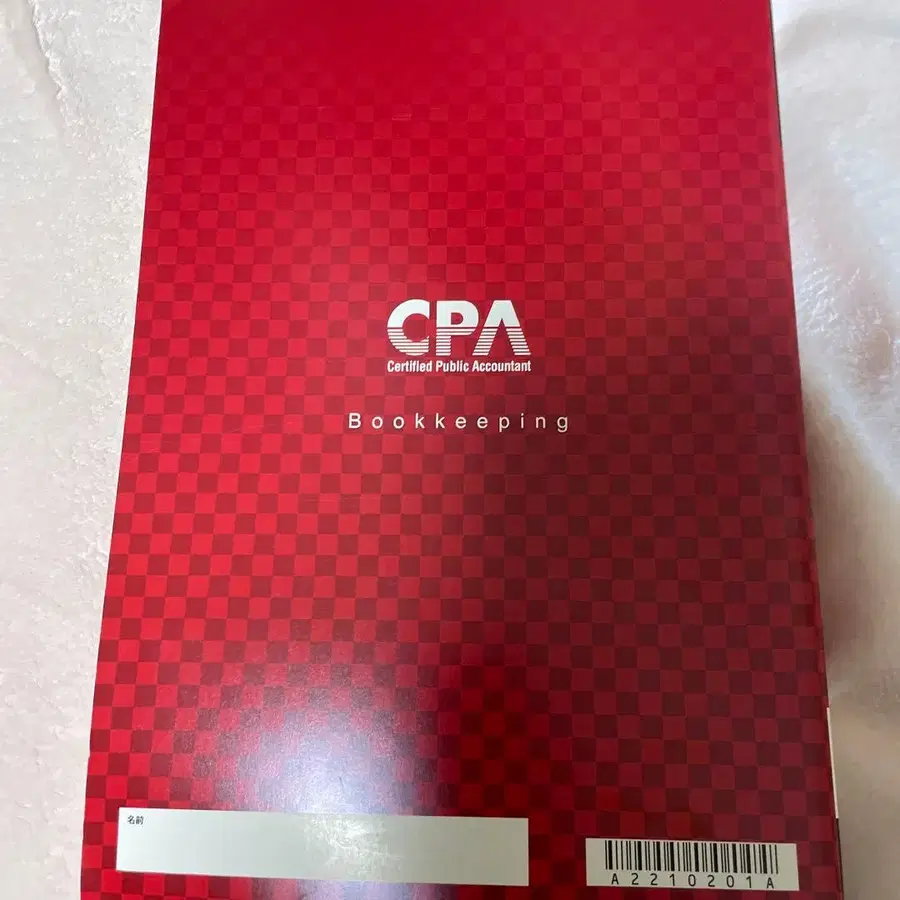 CPA
Certified Public Accountant
Bookkeeping
名前
A2210201A